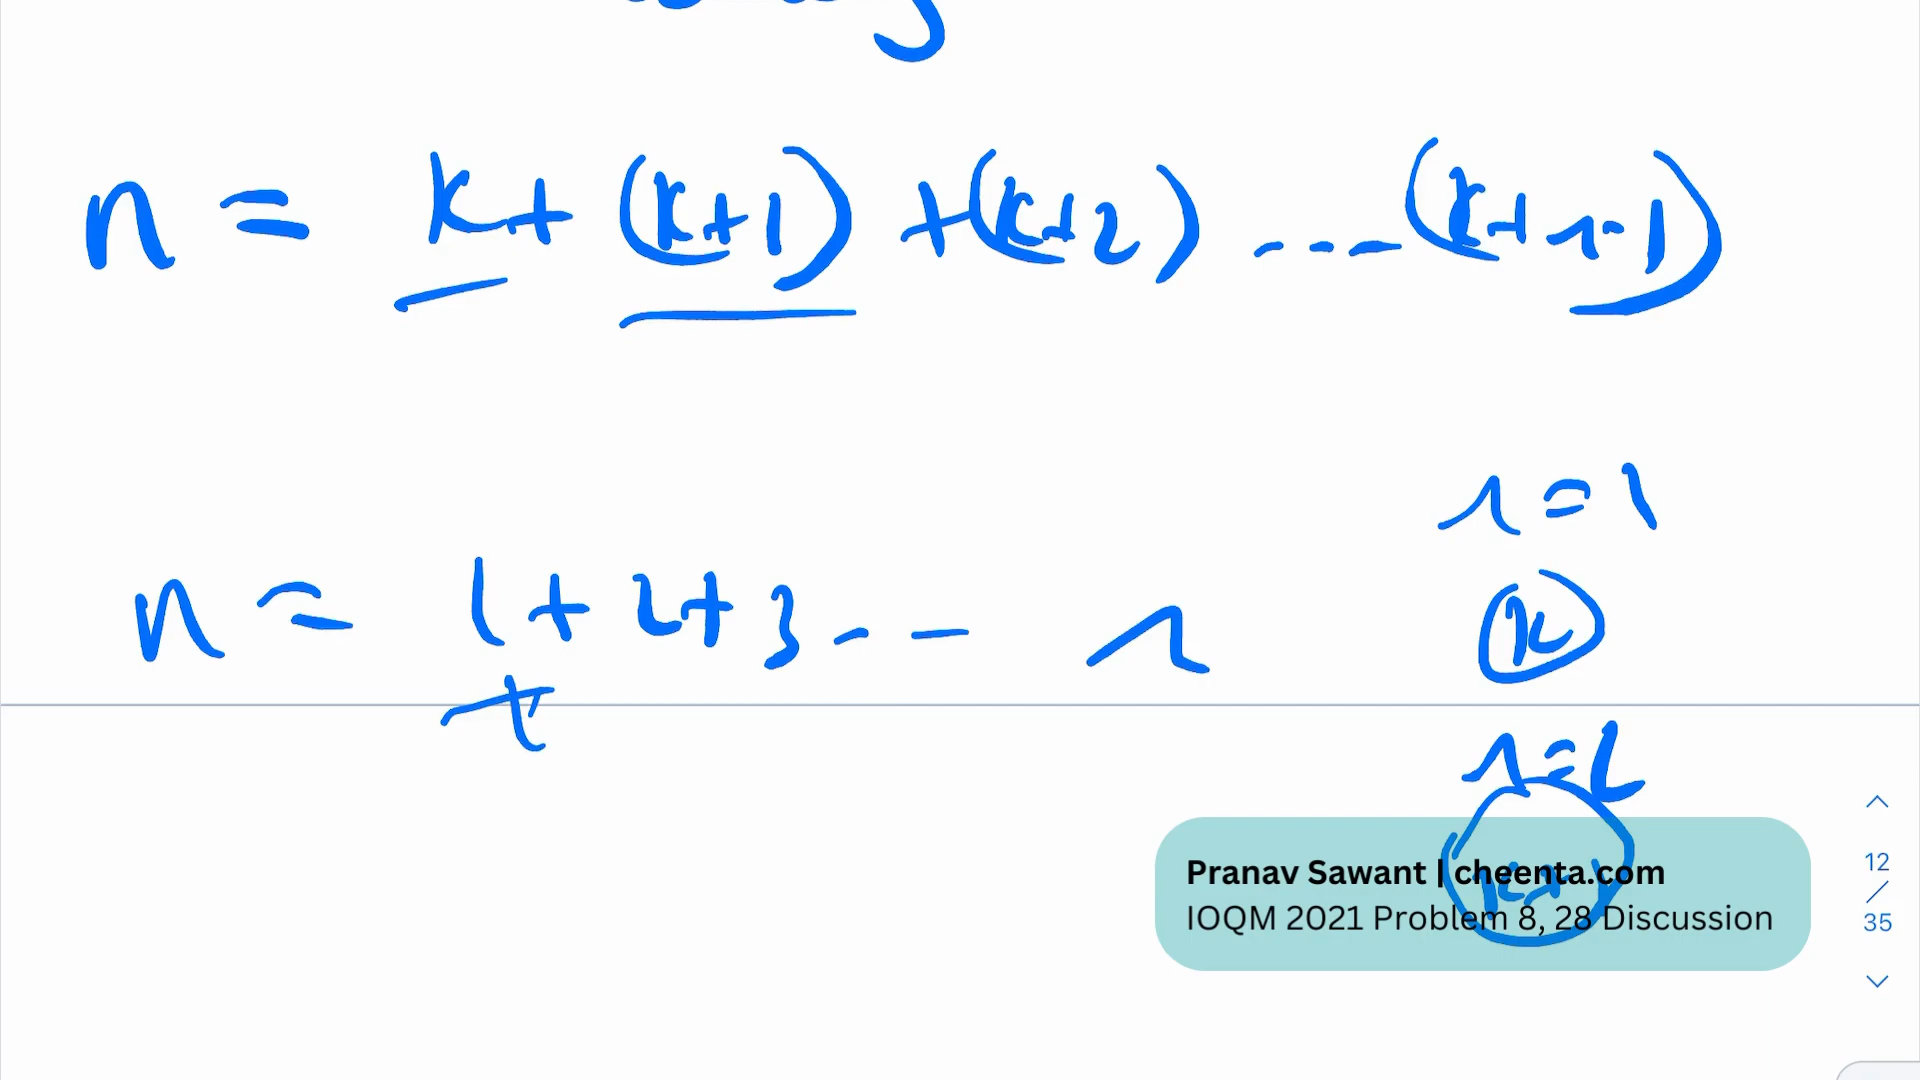 n = k + (k+1) + (k+2) --- (k+r-1)
r = 1
n = 1 + 2 + 3 -- r
k
t
r = 2
k+1
Pranav Sawant | cheenta.com
IOQM 2021 Problem 8, 28 Discussion
12
/
35